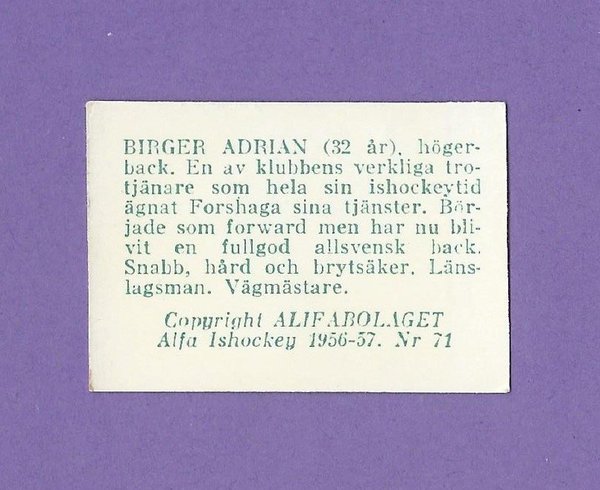 BIRGER ADRIAN (32 år), höger-
back. En av klubbens verkliga tro-
tjänare som hela sin ishockeytid
ägnat Forshaga sina tjänster. Bör-
jade som forward men har nu bli-
vit en fullgod allsvensk back.
Snabb, hård och brytsäker. Läns-
lagsman. Vägmästare.
Copyright ALIFABOLAGET
Alfa Ishockey 1956-57. Nr 71